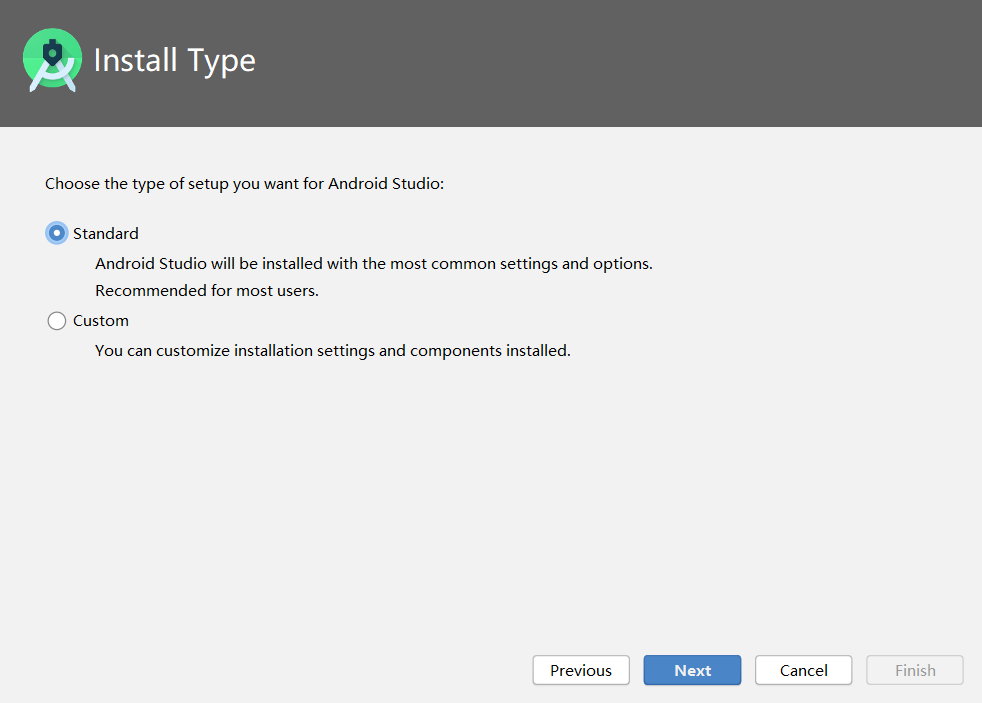 Install Type
Choose the type of setup you want for Android Studio:
Standard
Android Studio will be installed with the most common settings and options.
Recommended for most users.
Custom
You can customize installation settings and components installed.
Previous
Next
Cancel
Finish